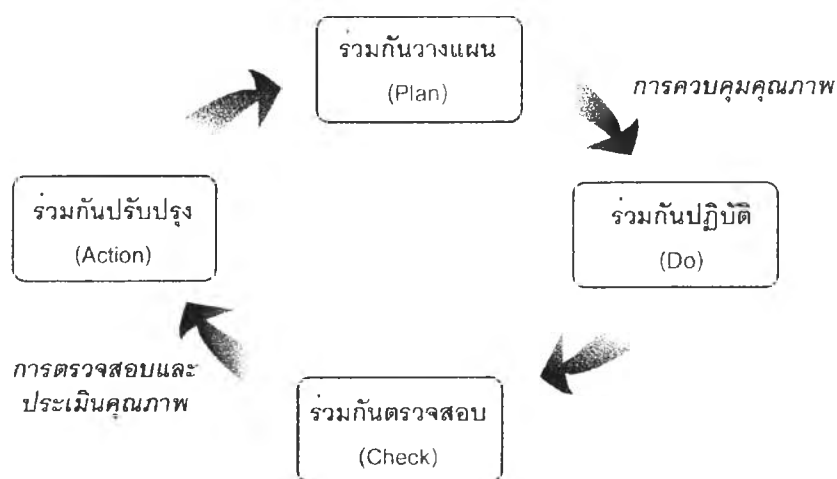 ร่วมกันวางแผน
(Plan)
การควบคุมคุณภาพ
ร่วมกันปรับปรุง
(Action)
ร่วมกันปฏิบัติ
(Do)
การตรวจสอบและ
ประเมินคุณภาพ
ร่วมกันตรวจสอบ
(Check)